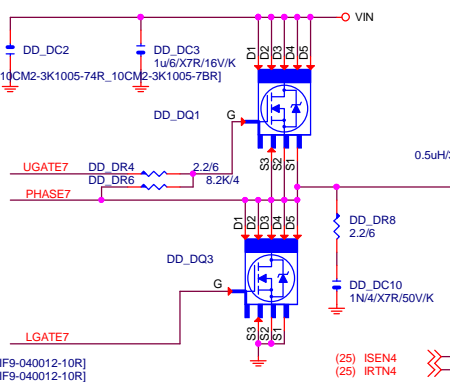 VIN
DD_DC2
DD_DC3
1u/6/X7R/16V/K
10CM2-3K1005-74R_10CM2-3K1005-7BR]
D1
D2
D3
D4
D5
DD_DQ1
G
S3
S2
S1
0.5uH/
UGATE7
DD_DR4
2.2/6
DD_DR6
8.2K/4
PHASE7
D1
D2
D3
D4
D5
DD_DR8
2.2/6
DD_DQ3
G
DD_DC10
1N/4/X7R/50V/K
S3
S2
S1
LGATE7
(25) ISEN4
(25) IRTN4
IF9-040012-10R]
IF9-040012-10R]